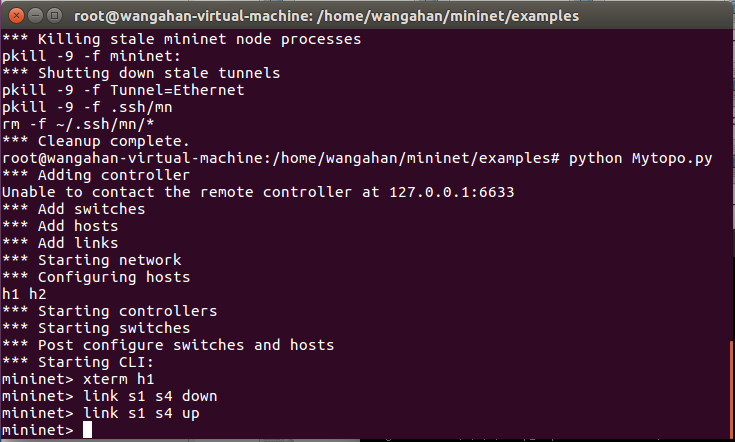 root@wangahan-virtual-machine: /home/wangahan/mininet/examples
*** Killing stale mininet node processes
pkill -9 -f mininet:
*** Shutting down stale tunnels
pkill -9 -f Tunnel=Ethernet
pkill -9 -f .ssh/mn
rm -f ~/.ssh/mn/*
*** Cleanup complete.
root@wangahan-virtual-machine:/home/wangahan/mininet/examples# python Mytopo.py
*** Adding controller
Unable to contact the remote controller at 127.0.0.1:6633
*** Add switches
*** Add hosts
*** Add links
*** Starting network
*** Configuring hosts
h1 h2
*** Starting controllers
*** Starting switches
*** Post configure switches and hosts
*** Starting CLI:
mininet> xterm h1
mininet> link s1 s4 down
mininet> link s1 s4 up
mininet>